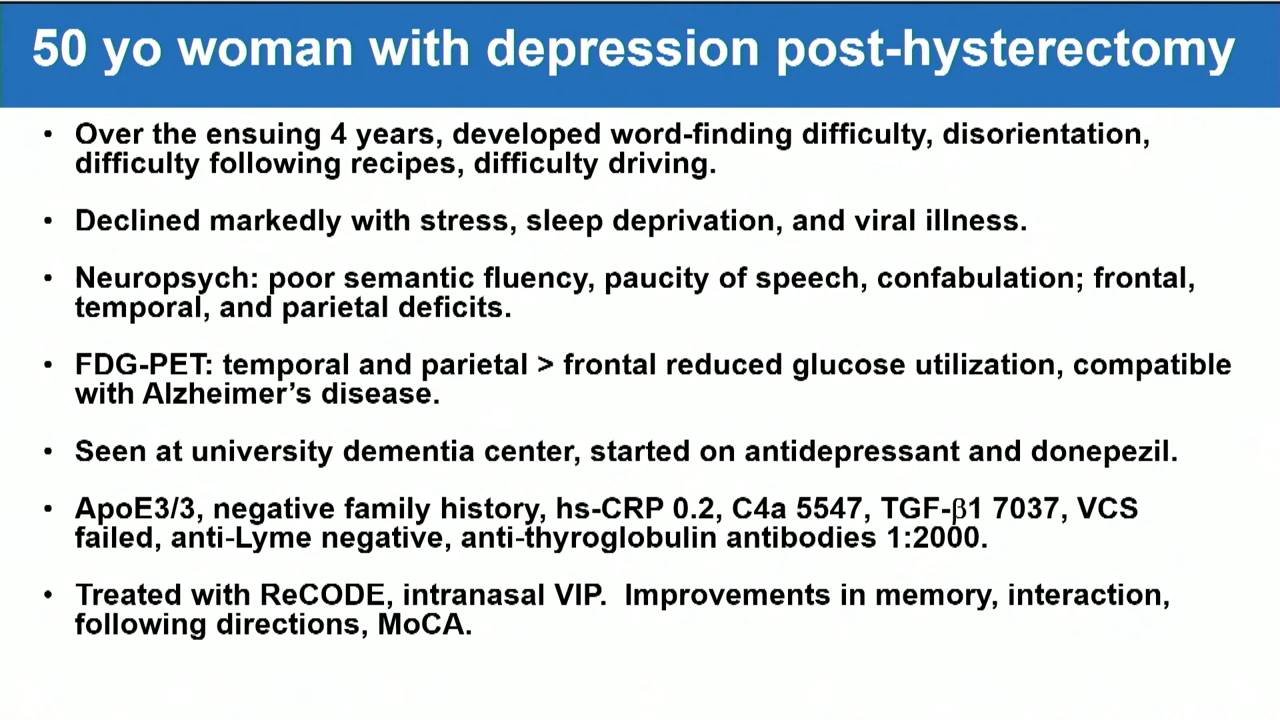 50 yo woman with depression post-hysterectomy
• Over the ensuing 4 years, developed word-finding difficulty, disorientation,
difficulty following recipes, difficulty driving.
• Declined markedly with stress, sleep deprivation, and viral illness.
• Neuropsych: poor semantic fluency, paucity of speech, confabulation; frontal,
temporal, and parietal deficits.
• FDG-PET: temporal and parietal > frontal reduced glucose utilization, compatible
with Alzheimer’s disease.
• Seen at university dementia center, started on antidepressant and donepezil.
• ApoE3/3, negative family history, hs-CRP 0.2, C4a 5547, TGF-β1 7037, VCS
failed, anti-Lyme negative, anti-thyroglobulin antibodies 1:2000.
• Treated with ReCODE, intranasal VIP.  Improvements in memory, interaction,
following directions, MoCA.